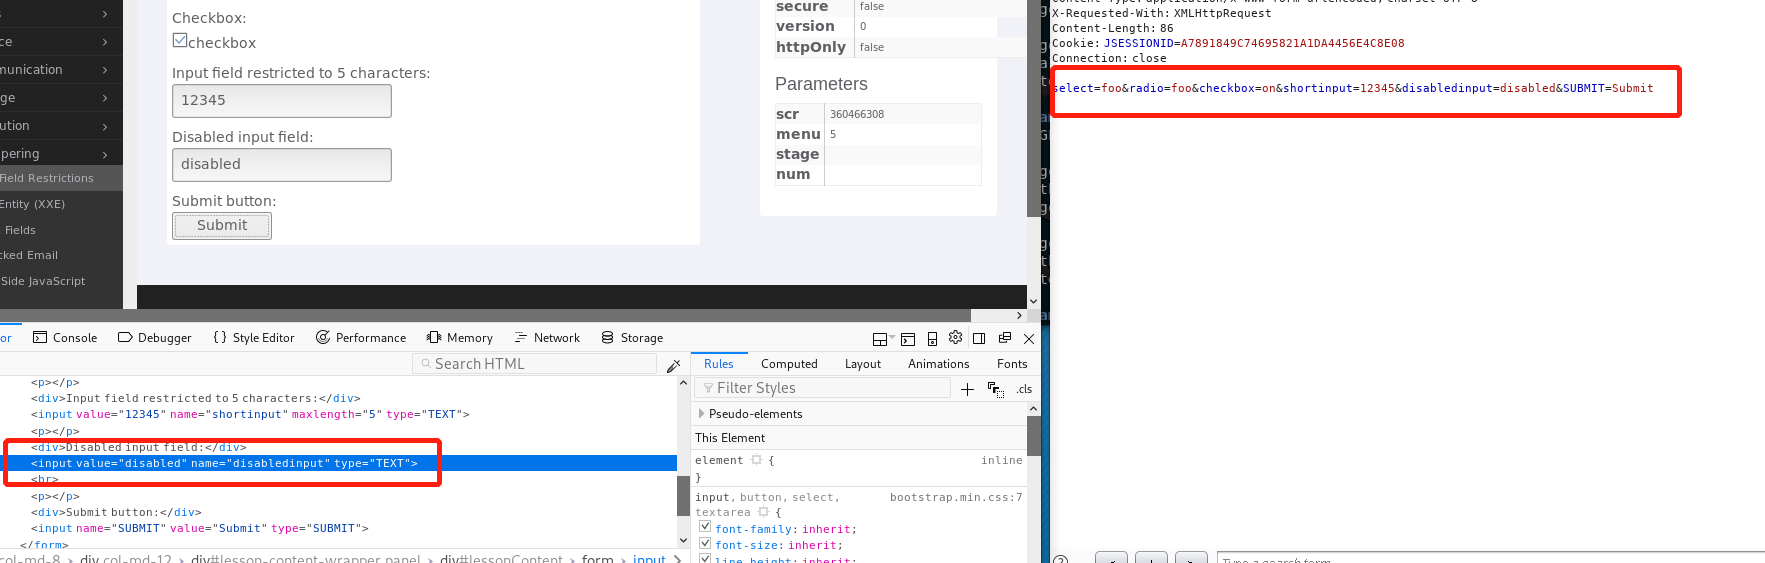 ce
munication
ge
ution
pering
Field Restrictions
Entity (XXE)
Fields
cked Email
Side JavaScript
Checkbox:
checkbox
Input field restricted to 5 characters:
12345
Disabled input field:
disabled
Submit button:
Submit
secure false
version 0
httpOnly false
Parameters
scr 360466308
menu 5
stage
num
X-Requested-With: XMLHttpRequest
Content-Length: 86
Cookie: JSESSIONID=A7891849C74695821A1DA4456E4C8E08
Connection: close
select=foo&radio=foo&checkbox=on&shortinput=12345&disabledinput=disabled&SUBMIT=Submit
or Console Debugger {} Style Editor Performance Memory Network Storage
Search HTML
<p></p>
<div>Input field restricted to 5 characters:</div>
<input value="12345" name="shortinput" maxlength="5" type="TEXT">
<p></p>
<div>Disabled input field:</div>
<input value="disabled" name="disabledinput" type="TEXT">
<br>
<p></p>
<div>Submit button:</div>
<input name="SUBMIT" value="Submit" type="SUBMIT">
</form>
col-md-8 > div.col-md-12 > div#lesson-content-wrapper.panel > div#lessonContent > form > input
Rules Computed Layout Animations Fonts
Filter Styles + .cls
Pseudo-elements
This Element
element { inline
}
input, button, select, bootstrap.min.css:7
textarea {
font-family: inherit;
font-size: inherit;
line-height: inherit;
Type a search term